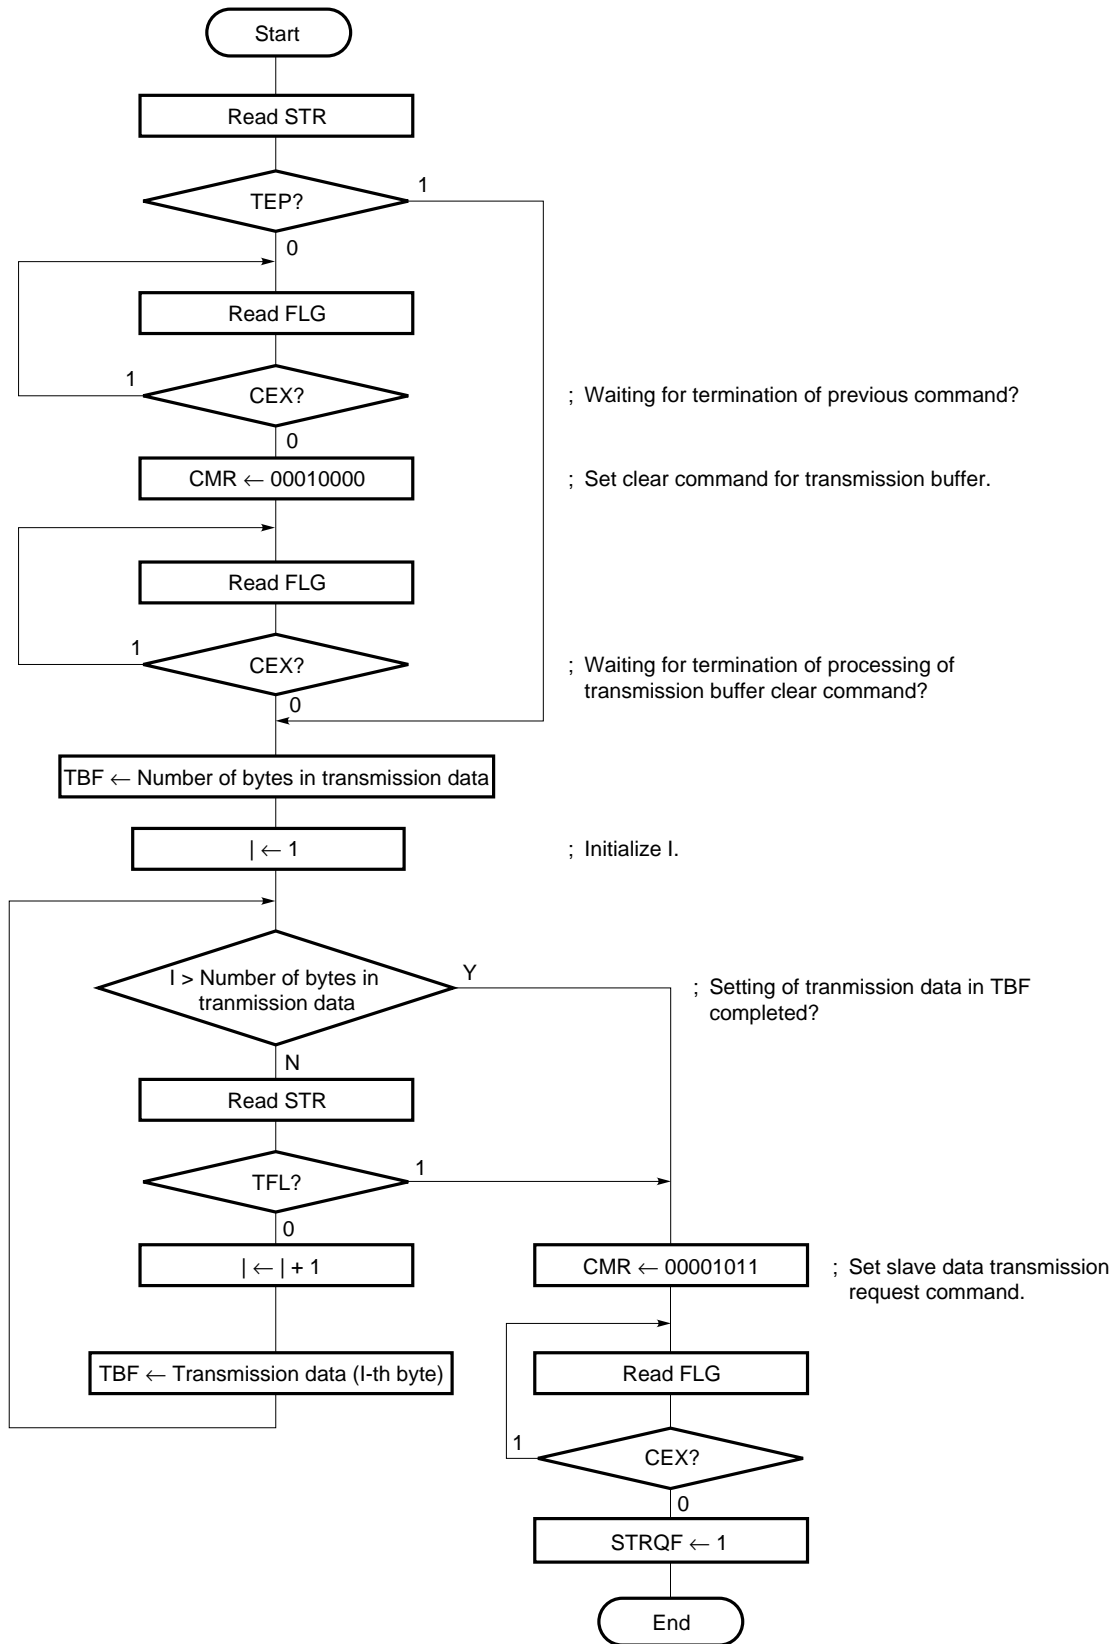 Start
Read STR
TEP?
1
0
Read FLG
1
CEX?
; Waiting for termination of previous command?
0
CMR ← 00010000
; Set clear command for transmission buffer.
Read FLG
1
CEX?
; Waiting for termination of processing of
transmission buffer clear command?
0
TBF ← Number of bytes in transmission data
| ← 1
; Initialize I.
I > Number of bytes in
tranmission data
Y
; Setting of tranmission data in TBF
completed?
N
Read STR
TFL?
1
0
| ← | + 1
CMR ← 00001011
; Set slave data transmission
request command.
TBF ← Transmission data (I-th byte)
Read FLG
1
CEX?
0
STRQF ← 1
End